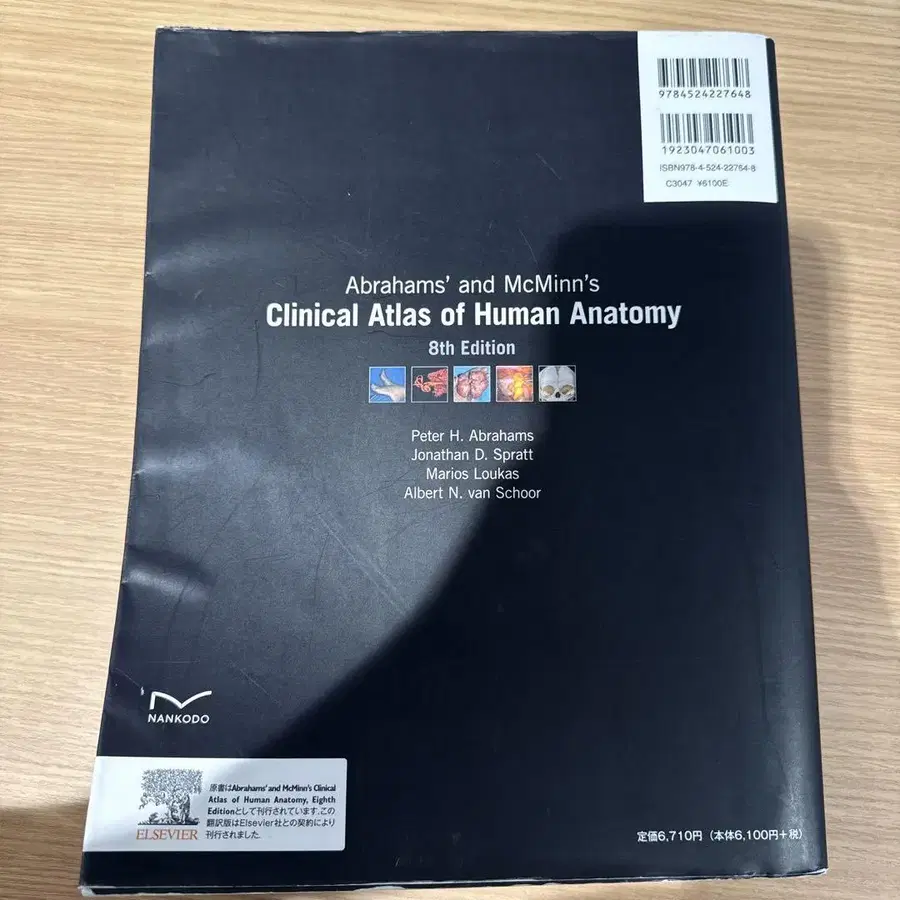 9784524227648
1923047061003
ISBN978-4-524-22764-8
C3047 ¥6100E
Abrahams' and McMinn's
Clinical Atlas of Human Anatomy
8th Edition
Peter H. Abrahams
Jonathan D. Spratt
Marios Loukas
Albert N. van Schoor
NANKODO
原書はAbrahams' and McMinn's Clinical
Atlas of Human Anatomy, Eighth
Editionとして刊行されています.この
翻訳版はElsevier社との契約により
刊行されました.
ELSEVIER
定価6,710円(本体6,100円+税)